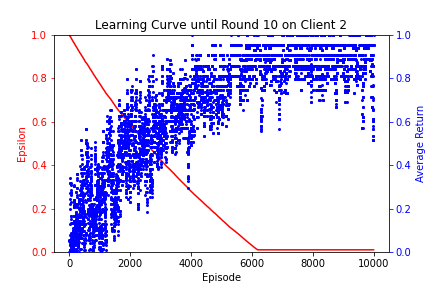 Learning Curve until Round 10 on Client 2
1.0 1.0
0.8 0.8
0.6 0.6
0.4 0.4
0.2 0.2
0.0 0.0
Epsilon
Average Return
0 2000 4000 6000 8000 10000
Episode